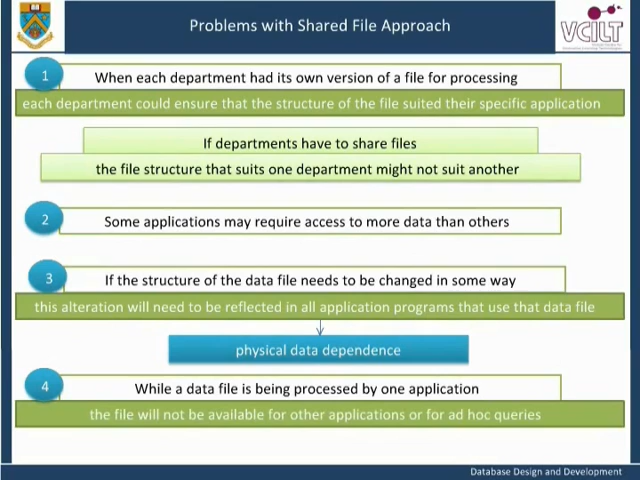 Problems with Shared File Approach
VCILT
1
When each department had its own version of a file for processing
each department could ensure that the structure of the file suited their specific application
If departments have to share files
the file structure that suits one department might not suit another
2
Some applications may require access to more data than others
3
If the structure of the data file needs to be changed in some way
this alteration will need to be reflected in all application programs that use that data file
physical data dependence
4
While a data file is being processed by one application
the file will not be available for other applications or for ad hoc queries
Database Design and Development